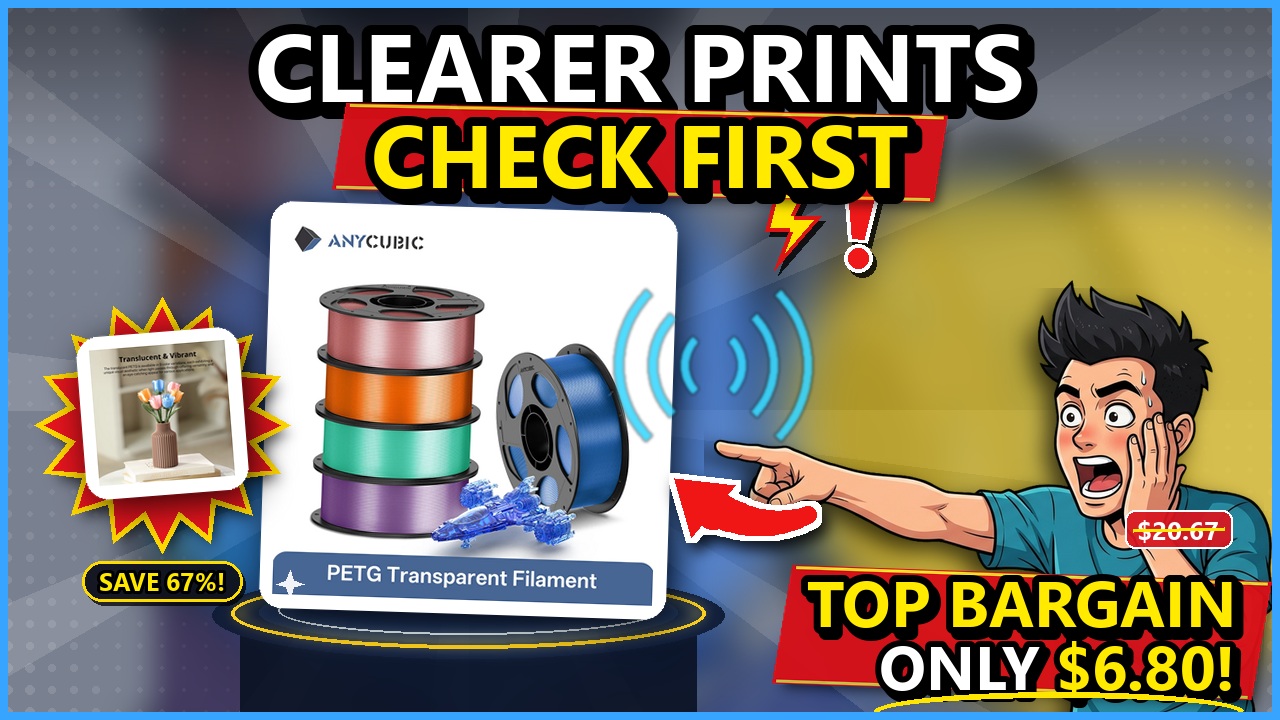 CLEARER PRINTS
CHECK FIRST
ANYCUBIC
Translucent & Vibrant
PETG Transparent Filament
SAVE 67%!
$20.67
TOP BARGAIN
ONLY $6.80!